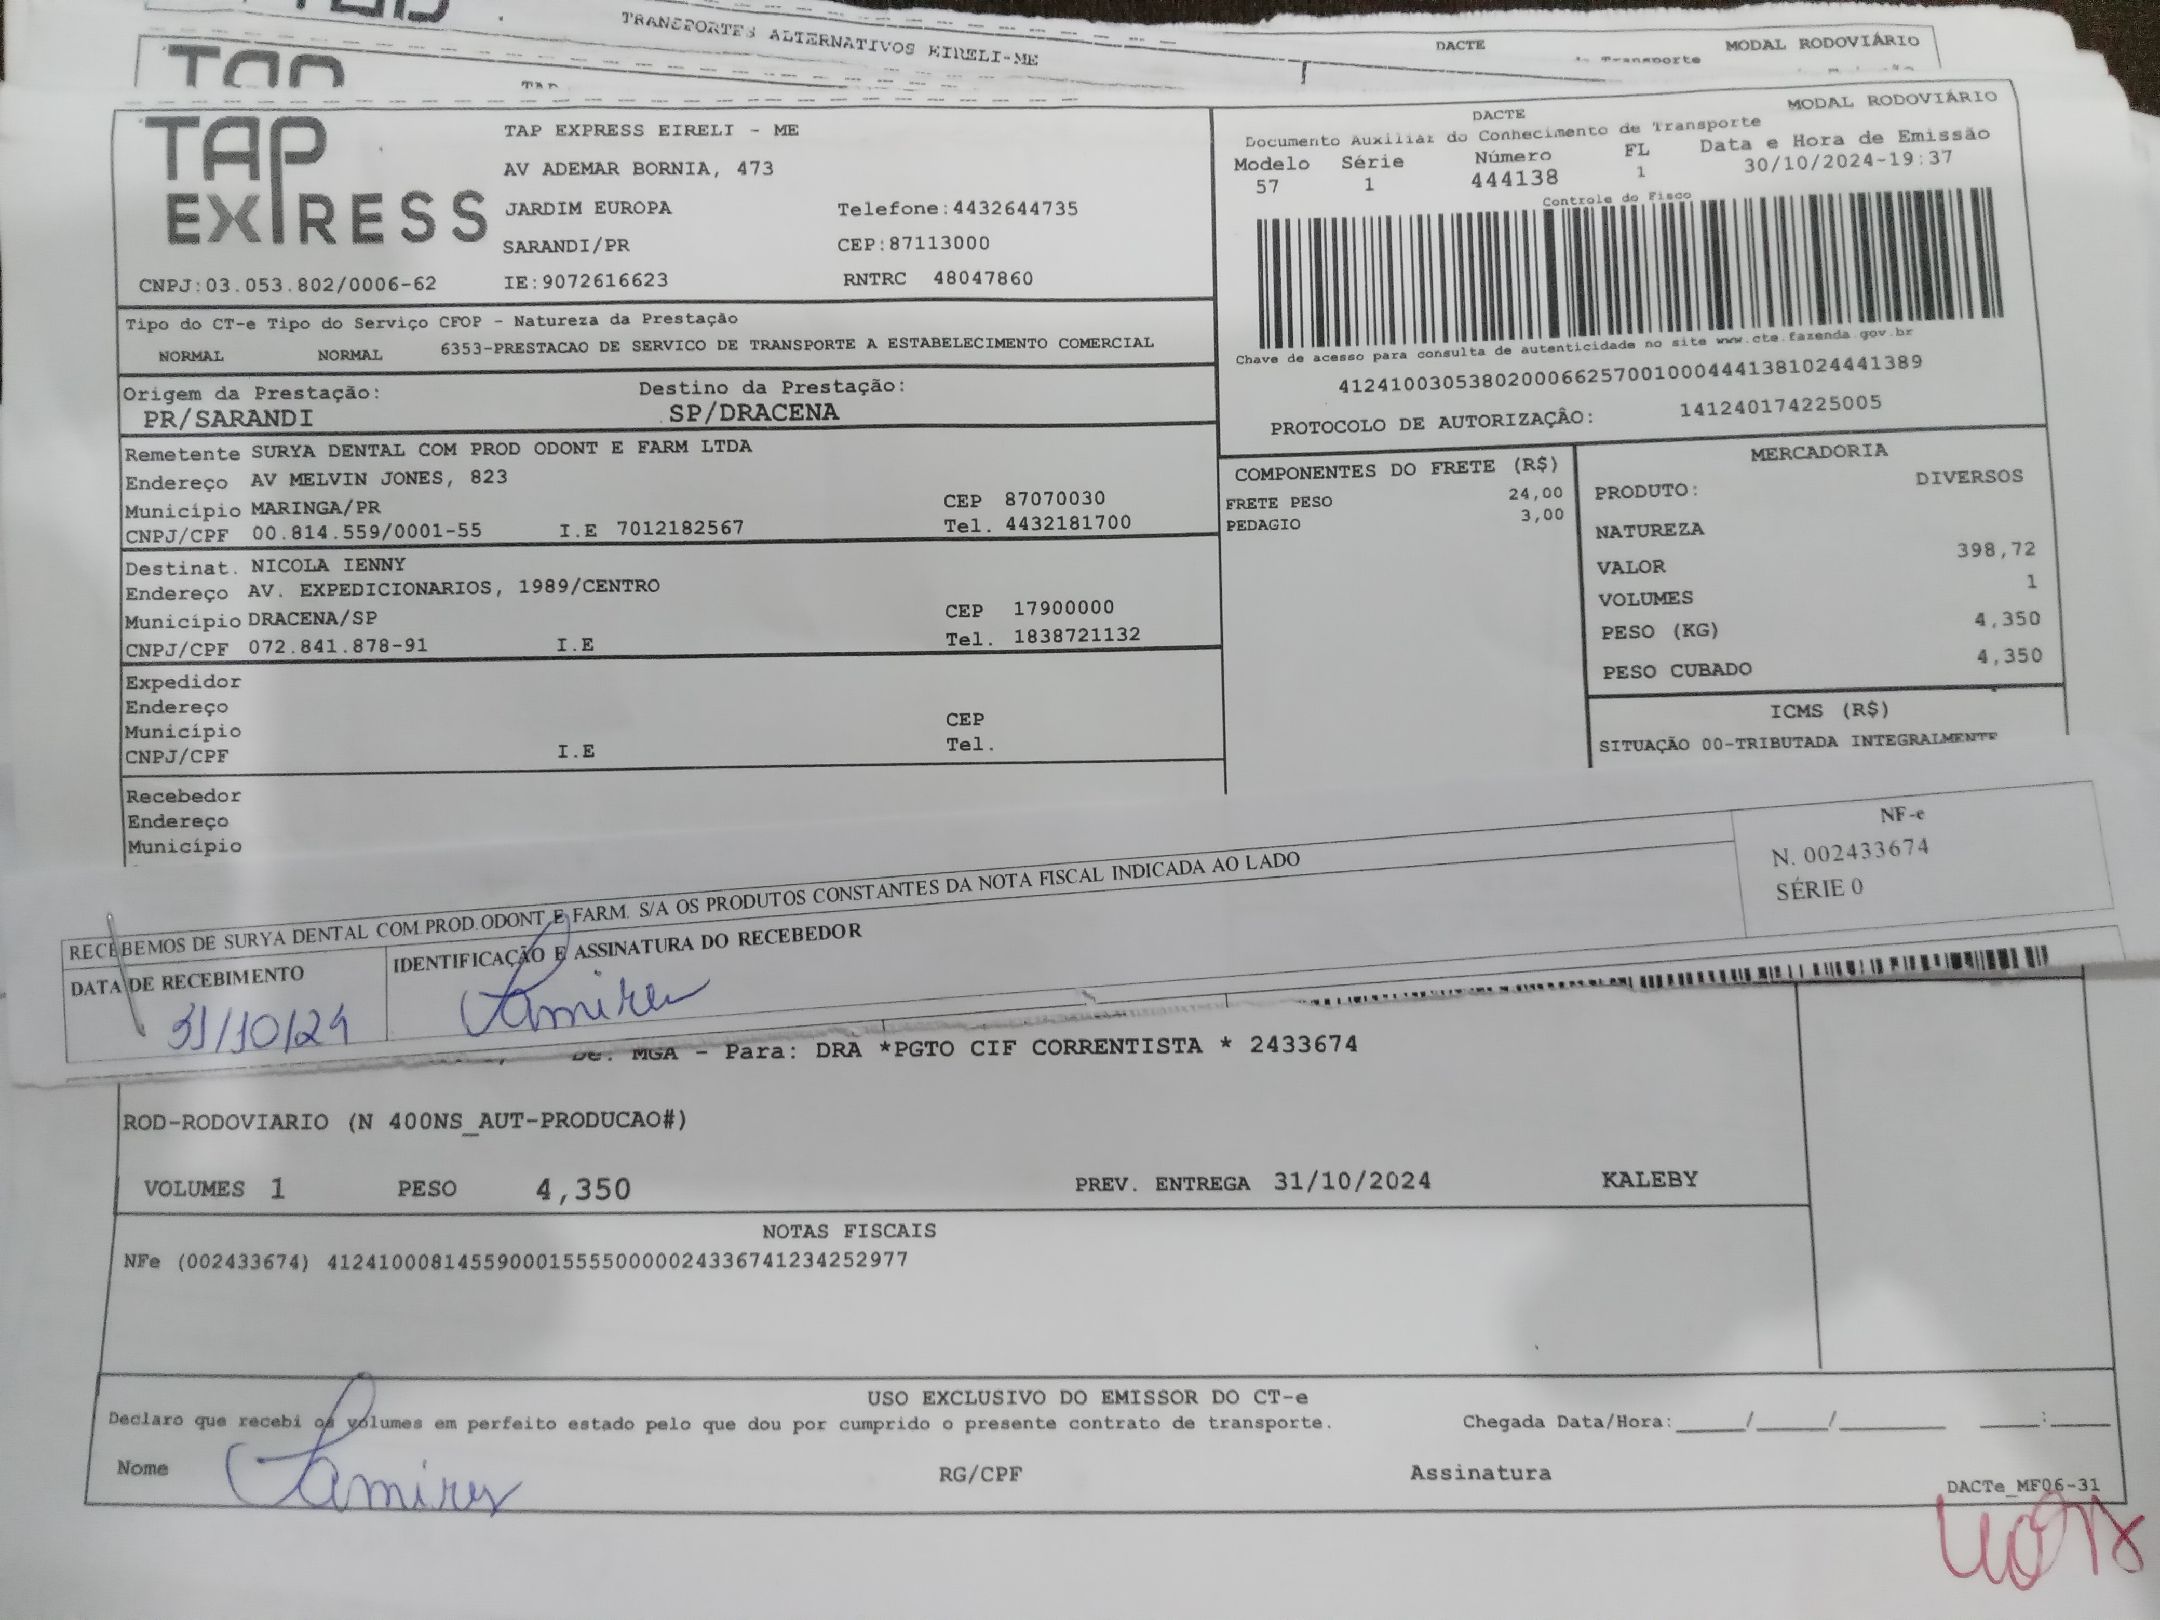 TRANSPORTES ALTERNATIVOS EIRELI-ME
DACTE
MODAL RODOVIÁRIO
TAP
TAP EXPRESS
TAP EXPRESS EIRELI - ME
AV ADEMAR BORNIA, 473
JARDIM EUROPA Telefone:4432644735
SARANDI/PR CEP:87113000
CNPJ:03.053.802/0006-62 IE:9072616623 RNTRC 48047860
DACTE MODAL RODOVIÁRIO
Documento Auxiliar do Conhecimento de Transporte
Modelo Série Número FL Data e Hora de Emissão
57 1 444138 1 30/10/2024-19:37
Controle do Fisco
Chave de acesso para consulta de autenticidade no site www.cte.fazenda.gov.br
41241003053802000662570010004441381024441389
PROTOCOLO DE AUTORIZAÇÃO: 141240174225005
Tipo do CT-e Tipo do Serviço CFOP - Natureza da Prestação
NORMAL NORMAL 6353-PRESTACAO DE SERVICO DE TRANSPORTE A ESTABELECIMENTO COMERCIAL
Origem da Prestação: Destino da Prestação:
PR/SARANDI SP/DRACENA
Remetente SURYA DENTAL COM PROD ODONT E FARM LTDA
Endereço AV MELVIN JONES, 823
Município MARINGA/PR CEP 87070030
CNPJ/CPF 00.814.559/0001-55 I.E 7012182567 Tel. 4432181700
Destinat. NICOLA IENNY
Endereço AV. EXPEDICIONARIOS, 1989/CENTRO
Município DRACENA/SP CEP 17900000
CNPJ/CPF 072.841.878-91 I.E Tel. 1838721132
Expedidor
Endereço
Município CEP
CNPJ/CPF I.E Tel.
Recebedor
Endereço
Município
COMPONENTES DO FRETE (R$)
FRETE PESO 24,00
PEDAGIO 3,00
MERCADORIA
PRODUTO: DIVERSOS
NATUREZA
VALOR 398,72
VOLUMES 1
PESO (KG) 4,350
PESO CUBADO 4,350
ICMS (R$)
SITUAÇÃO 00-TRIBUTADA INTEGRALMENTE
RECEBEMOS DE SURYA DENTAL COM PROD.ODONT E FARM. S/A OS PRODUTOS CONSTANTES DA NOTA FISCAL INDICADA AO LADO
NF-e
N. 002433674
SÉRIE 0
DATA DE RECEBIMENTO IDENTIFICAÇÃO E ASSINATURA DO RECEBEDOR
31/10/24 Ramires
De: MGA - Para: DRA *PGTO CIF CORRENTISTA * 2433674
ROD-RODOVIARIO (N 400NS_AUT-PRODUCAO#)
VOLUMES 1 PESO 4,350 PREV. ENTREGA 31/10/2024 KALEBY
NOTAS FISCAIS
NFe (002433674) 41241000814559000155550000024336741234252977
USO EXCLUSIVO DO EMISSOR DO CT-e
Declaro que recebi os volumes em perfeito estado pelo que dou por cumprido o presente contrato de transporte. Chegada Data/Hora:____/____/______ ___:___
Nome Ramires RG/CPF Assinatura
DACTe_MF06-31